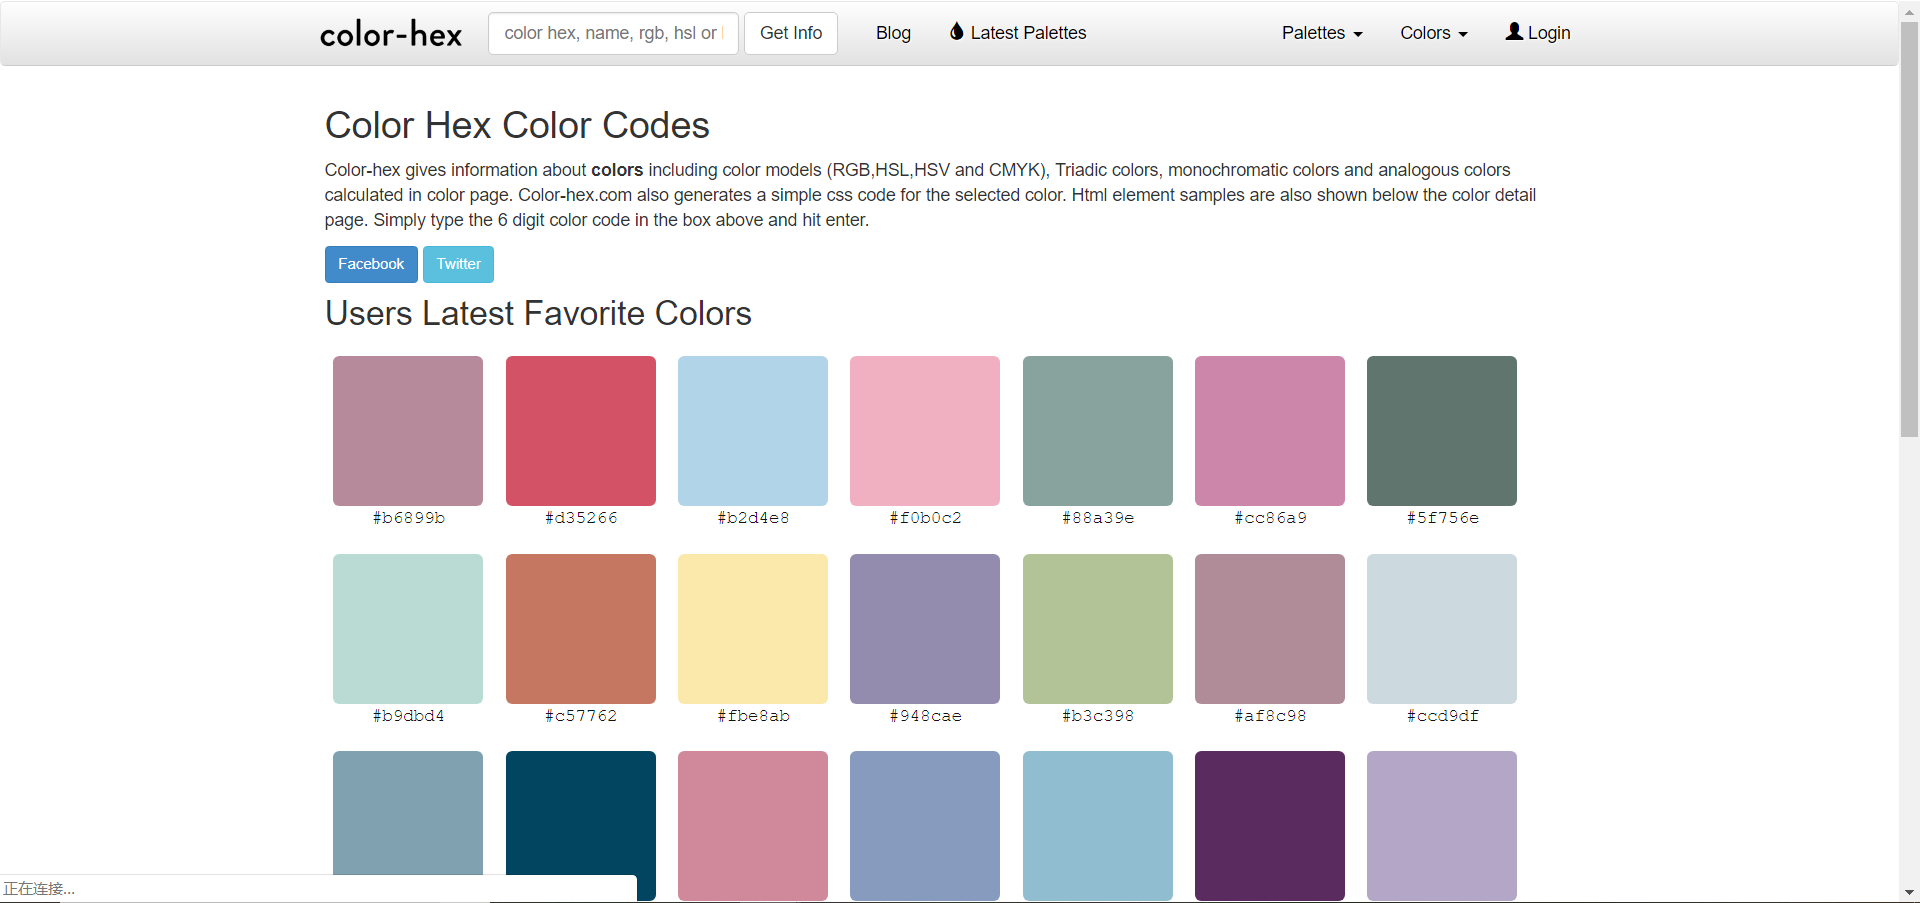 color-hex color hex, name, rgb, hsl or Get Info Blog Latest Palettes Palettes Colors Login
Color Hex Color Codes
Color-hex gives information about colors including color models (RGB,HSL,HSV and CMYK), Triadic colors, monochromatic colors and analogous colors
calculated in color page. Color-hex.com also generates a simple css code for the selected color. Html element samples are also shown below the color detail
page. Simply type the 6 digit color code in the box above and hit enter.
Facebook Twitter
Users Latest Favorite Colors
#b6899b #d35266 #b2d4e8 #f0b0c2 #88a39e #cc86a9 #5f756e
#b9dbd4 #c57762 #fbe8ab #948cae #b3c398 #af8c98 #ccd9df
正在连接...